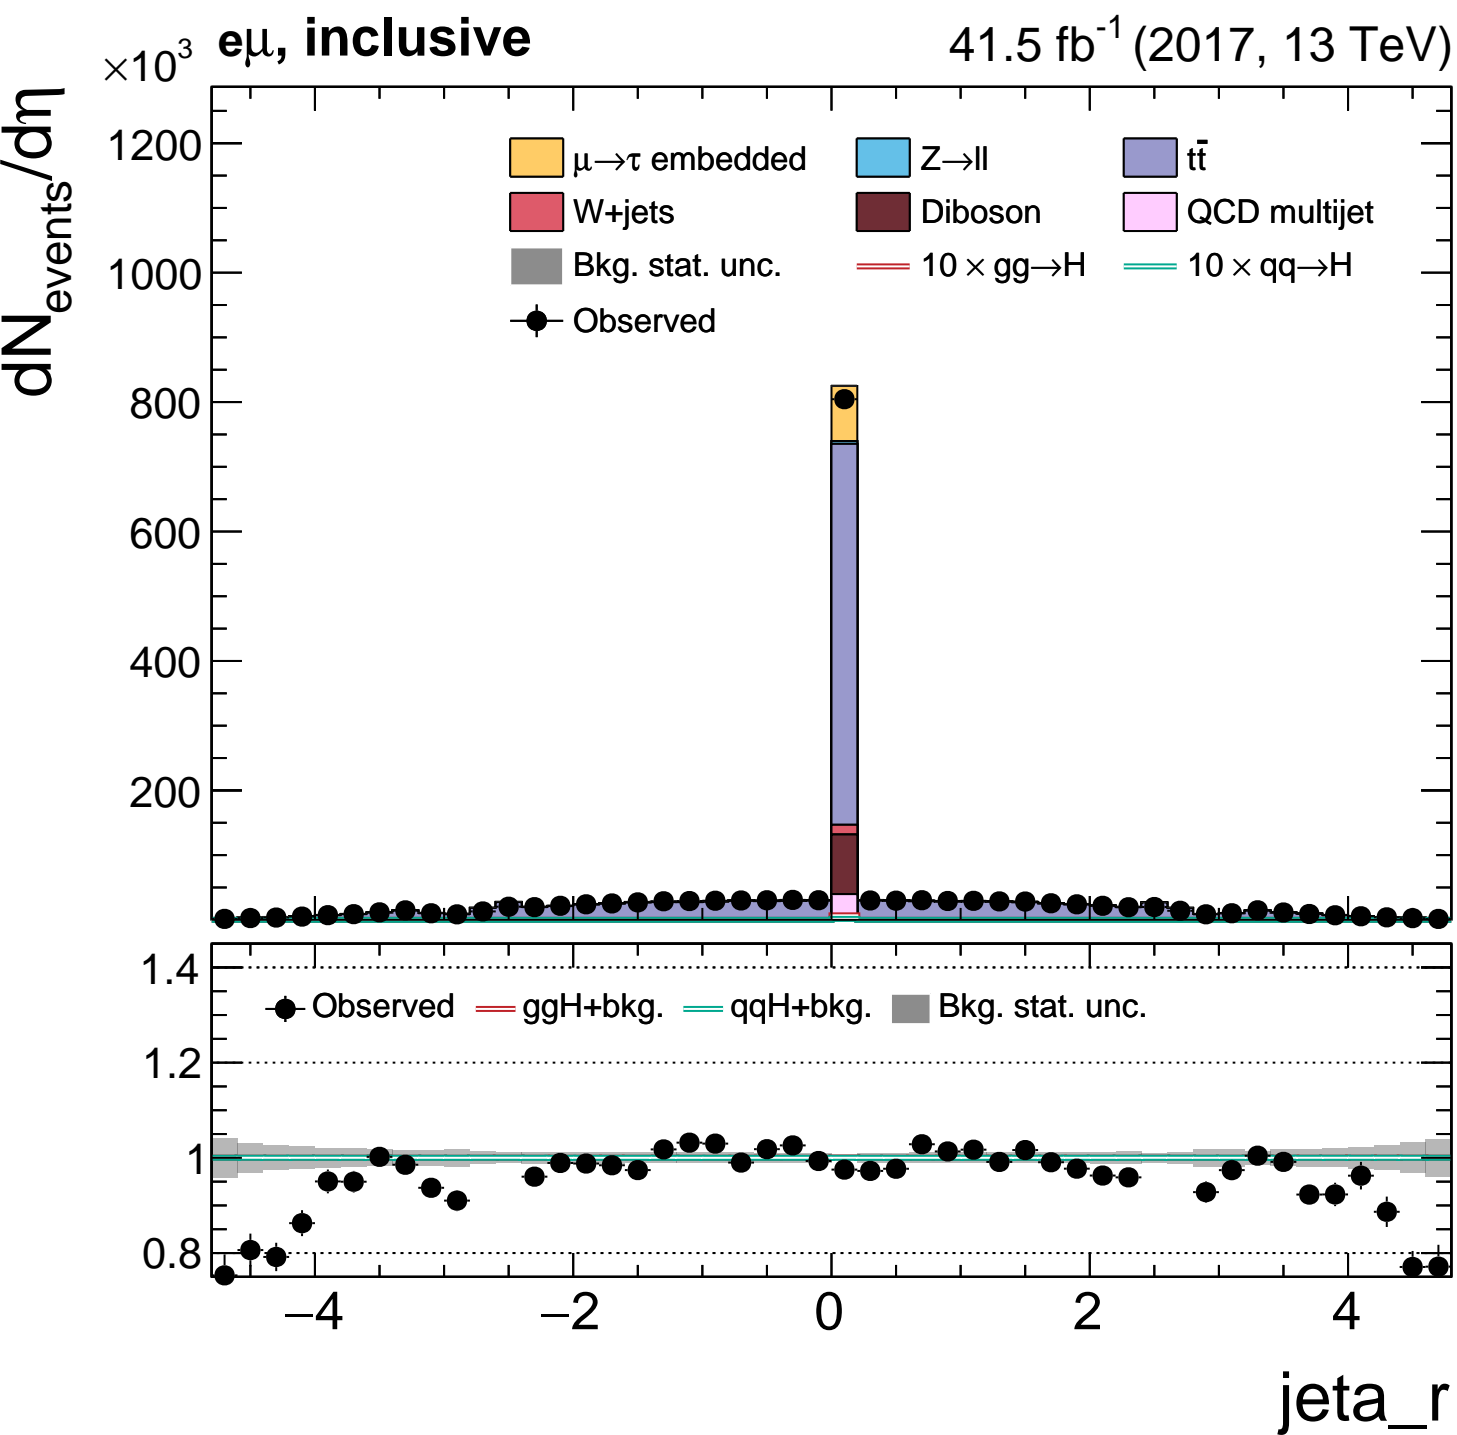 ×10³ eμ, inclusive 41.5 fb⁻¹ (2017, 13 TeV)
dN_events/dη
1200
1000
800
600
400
200
μ→τ embedded Z→ll tt̄
W+jets Diboson QCD multijet
Bkg. stat. unc. 10 × gg→H 10 × qq→H
Observed
1.4
1.2
1
0.8
Observed ggH+bkg. qqH+bkg. Bkg. stat. unc.
−4 −2 0 2 4
jeta_r